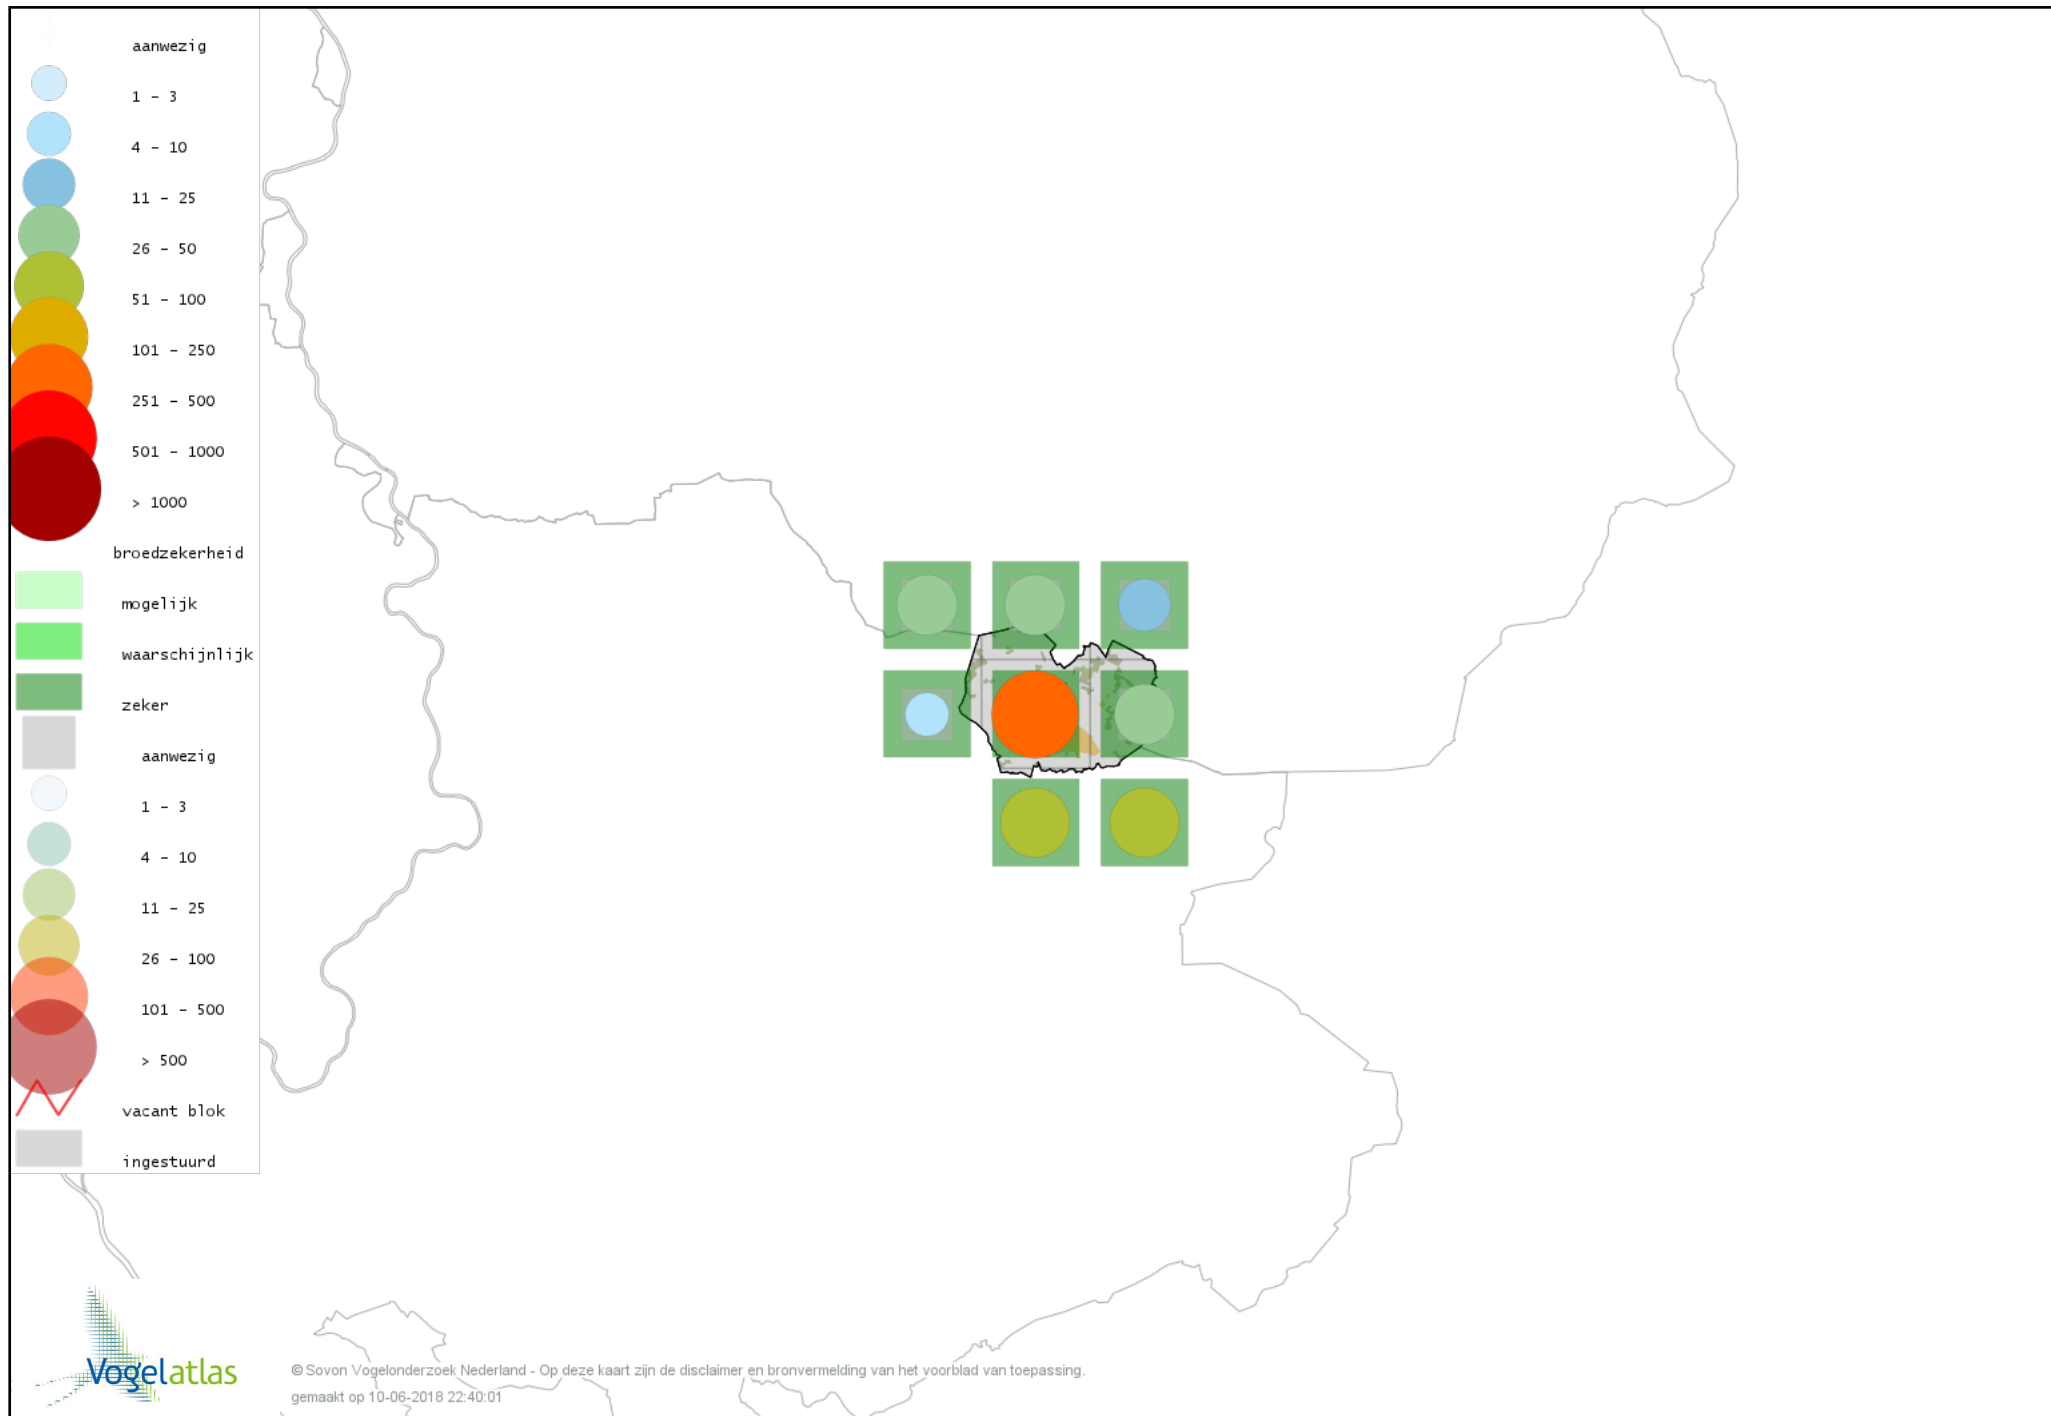 aanwezig
1 - 3
4 - 10
11 - 25
26 - 50
51 - 100
101 - 250
251 - 500
501 - 1000
> 1000
broedzekerheid
mogelijk
waarschijnlijk
zeker
aanwezig
1 - 3
4 - 10
11 - 25
26 - 100
101 - 500
> 500
vacant blok
ingestuurd
Vogelatlas
© Sovon Vogelonderzoek Nederland - Op deze kaart zijn de disclaimer en bronvermelding van het voorblad van toepassing.
gemaakt op 10-06-2018 22:40:01